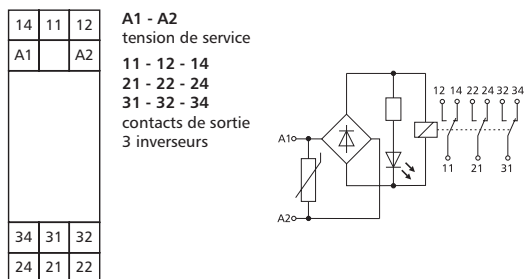 14 11 12
A1 A2
34 31 32
24 21 22
A1 - A2
tension de service
11 - 12 - 14
21 - 22 - 24
31 - 32 - 34
contacts de sortie
3 inverseurs
12 14 22 24 32 34
A1
11 21 31
A2